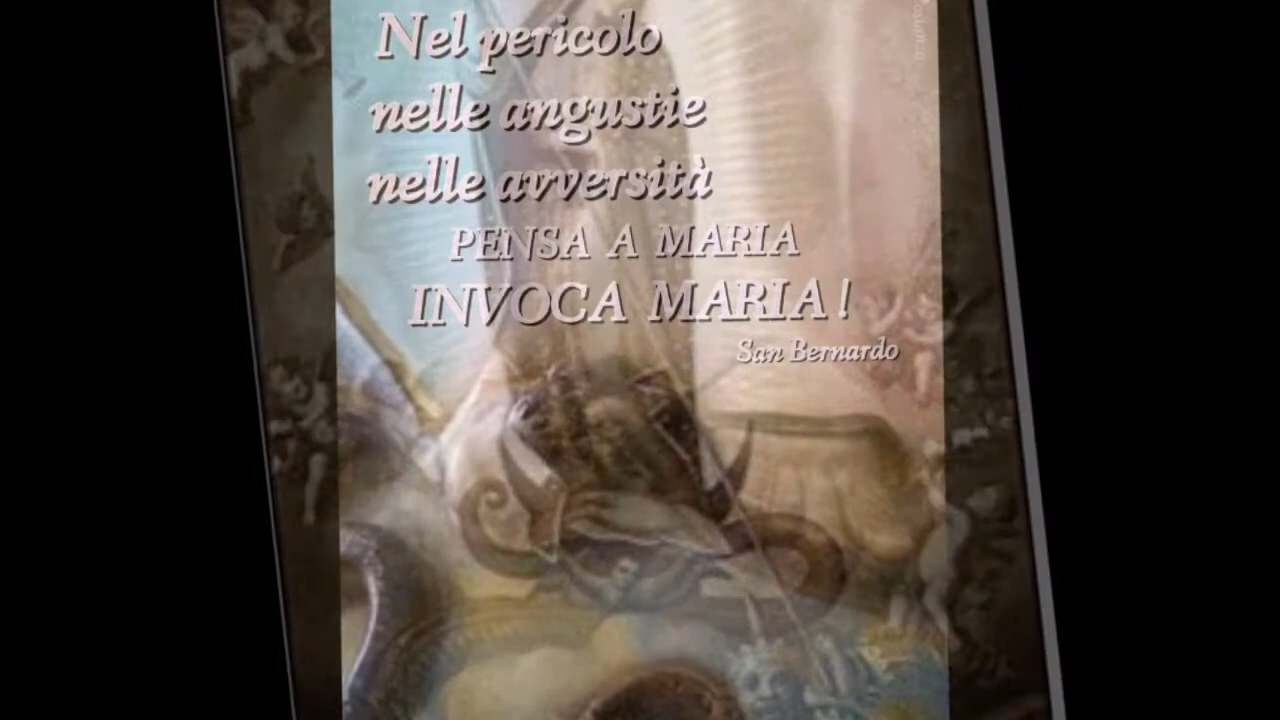 Nel pericolo
nelle angustie
nelle avversità
PENSA A MARIA
INVOCA MARIA!
San Bernardo